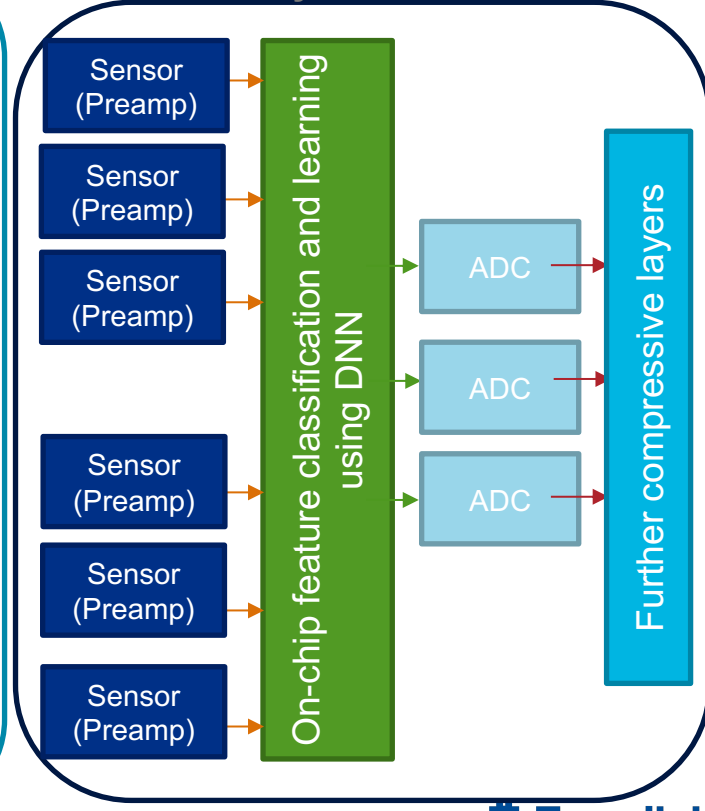 Sensor
(Preamp)
Sensor
(Preamp)
Sensor
(Preamp)
Sensor
(Preamp)
Sensor
(Preamp)
Sensor
(Preamp)
On-chip feature classification and learning
using DNN
ADC
ADC
ADC
Further compressive layers